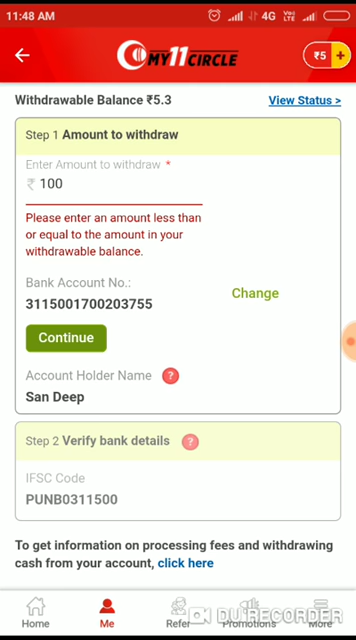 11:48 AM
4G
Vo)
LTE
MY11CIRCLE
₹5 +
Withdrawable Balance ₹5.3
View Status >
Step 1 Amount to withdraw
Enter Amount to withdraw *
₹ 100
Please enter an amount less than
or equal to the amount in your
withdrawable balance.
Bank Account No.:
3115001700203755
Change
Continue
Account Holder Name ?
San Deep
Step 2 Verify bank details ?
IFSC Code
PUNB0311500
To get information on processing fees and withdrawing
cash from your account, click here
Home
Me
Refer
Promotions
More
DU RECORDER